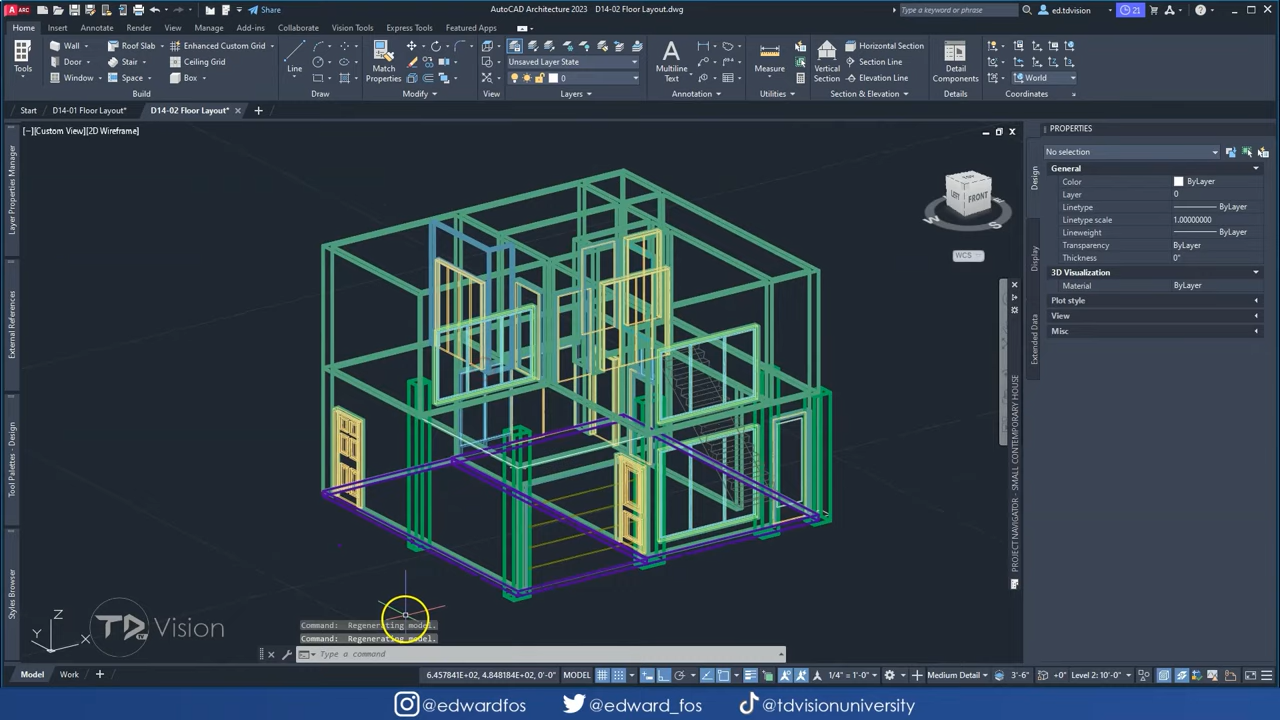 ARC
Share
AutoCAD Architecture 2023 D14-02 Floor Layout.dwg
Type a keyword or phrase
ed.tdvision
21
Home Insert Annotate Render View Manage Add-ins Collaborate Vision Tools Express Tools Featured Apps
Tools
Wall
Door
Window
Roof Slab
Stair
Space
Enhanced Custom Grid
Ceiling Grid
Box
Build
Line
Draw
Match
Properties
Modify
View
Unsaved Layer State
0
Layers
Multiline
Text
Annotation
Measure
Utilities
Vertical
Section
Horizontal Section
Section Line
Elevation Line
Section & Elevation
Detail
Components
Details
World
Coordinates
Start D14-01 Floor Layout* D14-02 Floor Layout*
[−][Custom View][2D Wireframe]
LEFT FRONT
W S
WCS
Layer Properties Manager
External References
Tool Palettes - Design
Styles Browser
PROJECT NAVIGATOR - SMALL CONTEMPORARY HOUSE
PROPERTIES
No selection
Design
Display
Extended Data
General
Color ByLayer
Layer 0
Linetype ByLayer
Linetype scale 1.00000000
Lineweight ByLayer
Transparency ByLayer
Thickness 0"
3D Visualization
Material ByLayer
Plot style
View
Misc
Z
Y
X
TD Vision
Command: Regenerating model.
Command: Regenerating model.
Type a command
Model Work
6.457841E+02, 4.848184E+02, 0'-0" MODEL
1/4" = 1'-0"
Medium Detail
3'-6"
+0" Level 2:10'-0"
@edwardfos @edward_fos @tdvisionuniversity